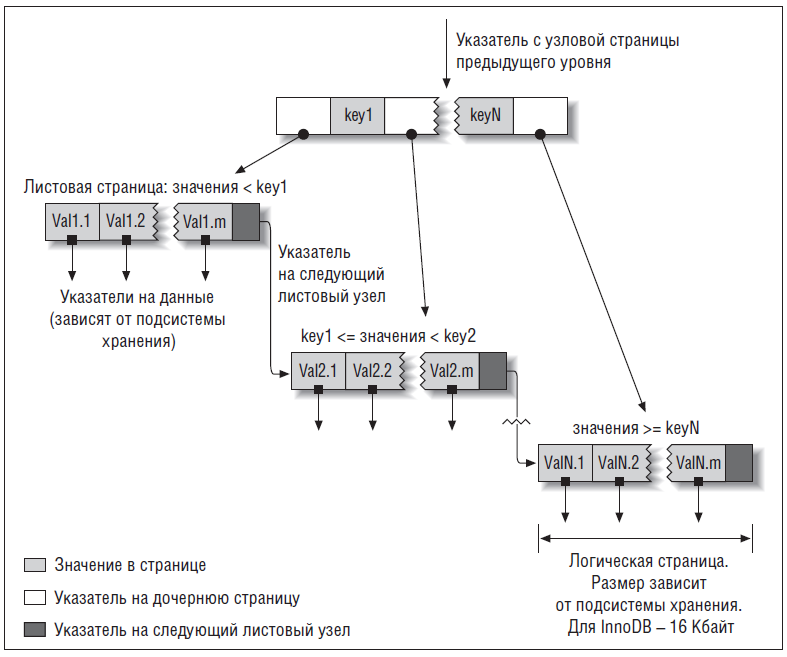 Указатель с узловой страницы
предыдущего уровня
key1
keyN
Листовая страница: значения < key1
Val1.1
Val1.2
Val1.m
Указатель
на следующий
листовый узел
Указатели на данные
(зависят от подсистемы
хранения)
key1 <= значения < key2
Val2.1
Val2.2
Val2.m
значения >= keyN
ValN.1
ValN.2
ValN.m
Логическая страница.
Размер зависит
от подсистемы хранения.
Для InnoDB – 16 Кбайт
Значение в странице
Указатель на дочернюю страницу
Указатель на следующий листовый узел